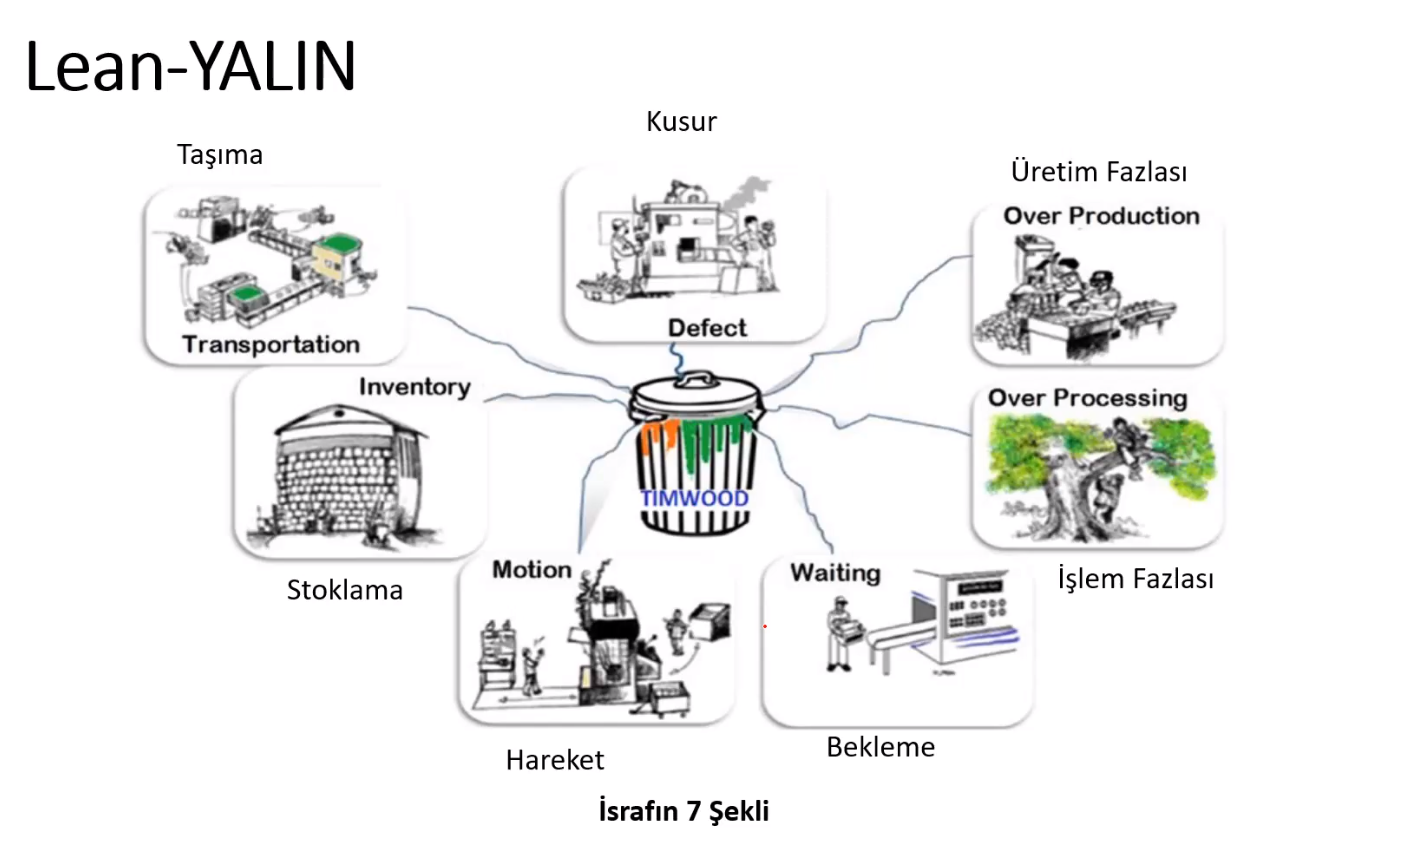 Lean-YALIN
Kusur
Taşıma
Üretim Fazlası
Over Production
Defect
Transportation
Inventory
Over Processing
TIMWOOD
Motion
Waiting
İşlem Fazlası
Stoklama
Bekleme
Hareket
İsrafın 7 Şekli